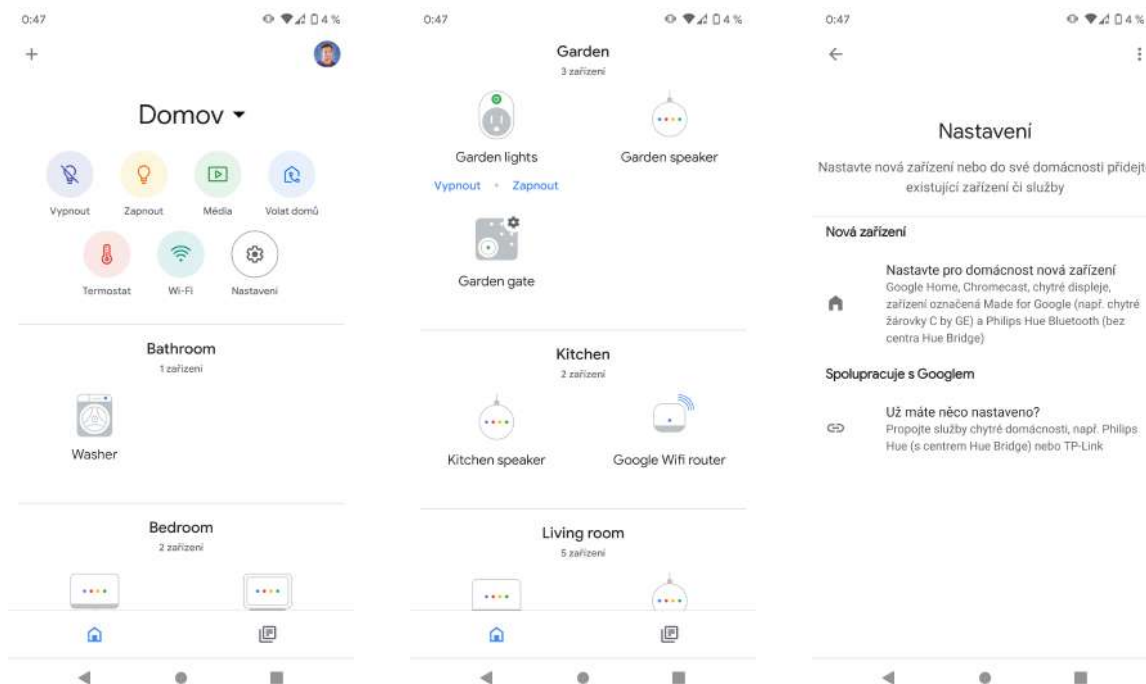 0:47
4 %
Domov
Vypnout
Zapnout
Média
Volat domů
Termostat
Wi-Fi
Nastavení
Bathroom
1 zařízení
Washer
Bedroom
2 zařízení
0:47
4 %
Garden
3 zařízení
Garden lights
Garden speaker
Vypnout • Zapnout
Garden gate
Kitchen
2 zařízení
Kitchen speaker
Google Wifi router
Living room
5 zařízení
0:47
4 %
Nastavení
Nastavte nová zařízení nebo do své domácnosti přidejte
existující zařízení či služby
Nová zařízení
Nastavte pro domácnost nová zařízení
Google Home, Chromecast, chytré displeje,
zařízení označená Made for Google (např. chytré
žárovky C by GE) a Philips Hue Bluetooth (bez
centra Hue Bridge)
Spolupracuje s Googlem
Už máte něco nastaveno?
Propojte služby chytré domácnosti, např. Philips
Hue (s centrem Hue Bridge) nebo TP-Link